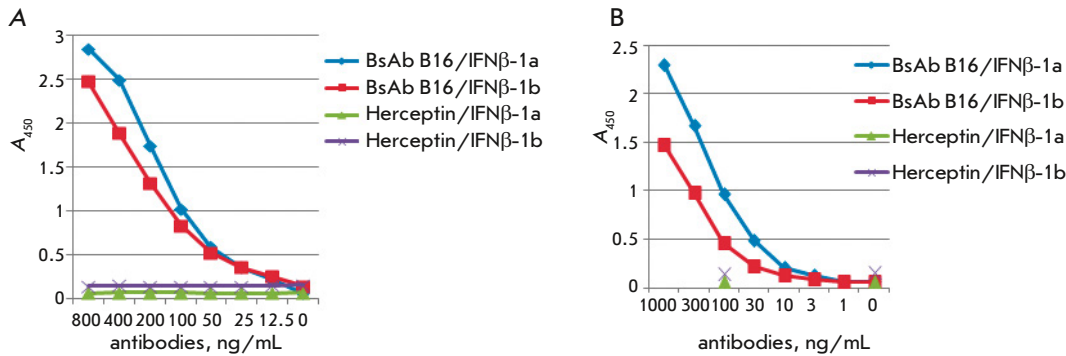 A
3
2.5
2
1.5
1
0.5
0
A450
800 400 200 100 50 25 12.5 0
antibodies, ng/mL
BsAb B16/IFNβ-1a
BsAb B16/IFNβ-1b
Herceptin/IFNβ-1a
Herceptin/IFNβ-1b
B
2.5
2
1.5
1
0.5
0
A450
1000 300 100 30 10 3 1 0
antibodies, ng/mL
BsAb B16/IFNβ-1a
BsAb B16/IFNβ-1b
Herceptin/IFNβ-1a
Herceptin/IFNβ-1b